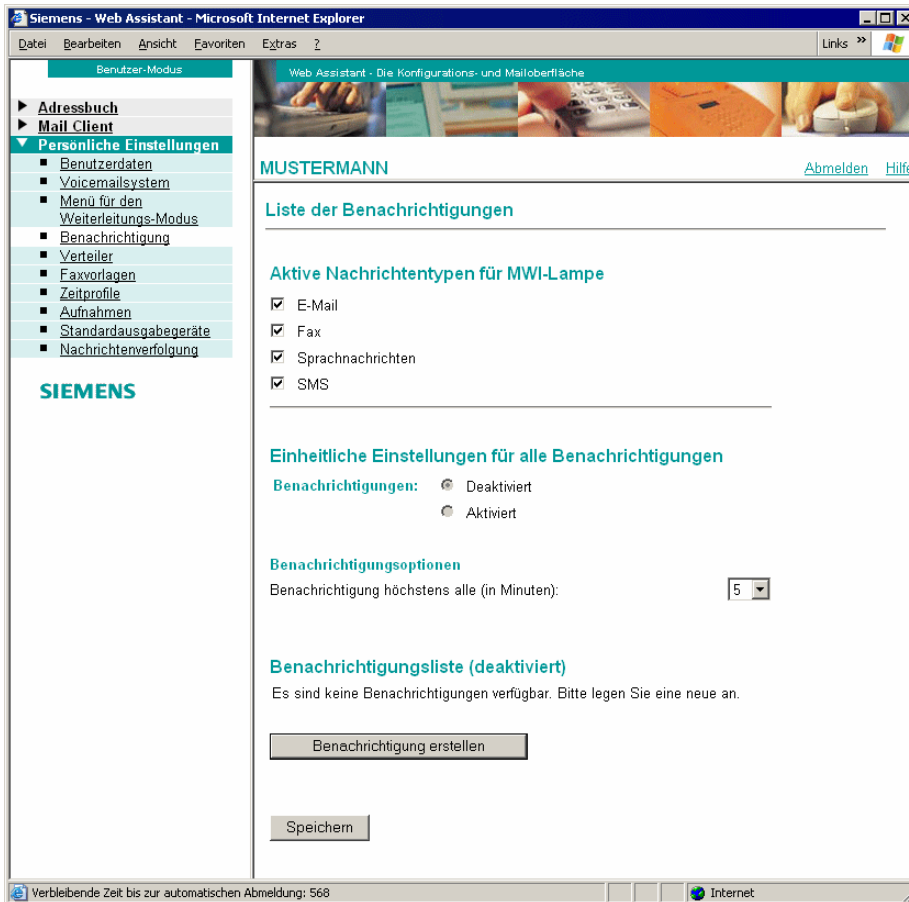 Siemens - Web Assistant - Microsoft Internet Explorer
Datei Bearbeiten Ansicht Favoriten Extras ? Links »
Benutzer-Modus
Web Assistant - Die Konfigurations- und Mailoberfläche
Adressbuch
Mail Client
Persönliche Einstellungen
Benutzerdaten
Voicemailsystem
Menü für den
Weiterleitungs-Modus
Benachrichtigung
Verteiler
Faxvorlagen
Zeitprofile
Aufnahmen
Standardausgabegeräte
Nachrichtenverfolgung
SIEMENS
MUSTERMANN
Abmelden Hilfe
Liste der Benachrichtigungen
Aktive Nachrichtentypen für MWI-Lampe
E-Mail
Fax
Sprachnachrichten
SMS
Einheitliche Einstellungen für alle Benachrichtigungen
Benachrichtigungen: Deaktiviert
Aktiviert
Benachrichtigungsoptionen
Benachrichtigung höchstens alle (in Minuten): 5
Benachrichtigungsliste (deaktiviert)
Es sind keine Benachrichtigungen verfügbar. Bitte legen Sie eine neue an.
Benachrichtigung erstellen
Speichern
Verbleibende Zeit bis zur automatischen Abmeldung: 568
Internet